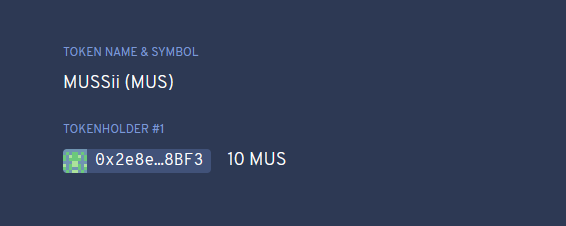 TOKEN NAME & SYMBOL
MUSSii (MUS)
TOKENHOLDER #1
0x2e8e…8BF3 10 MUS